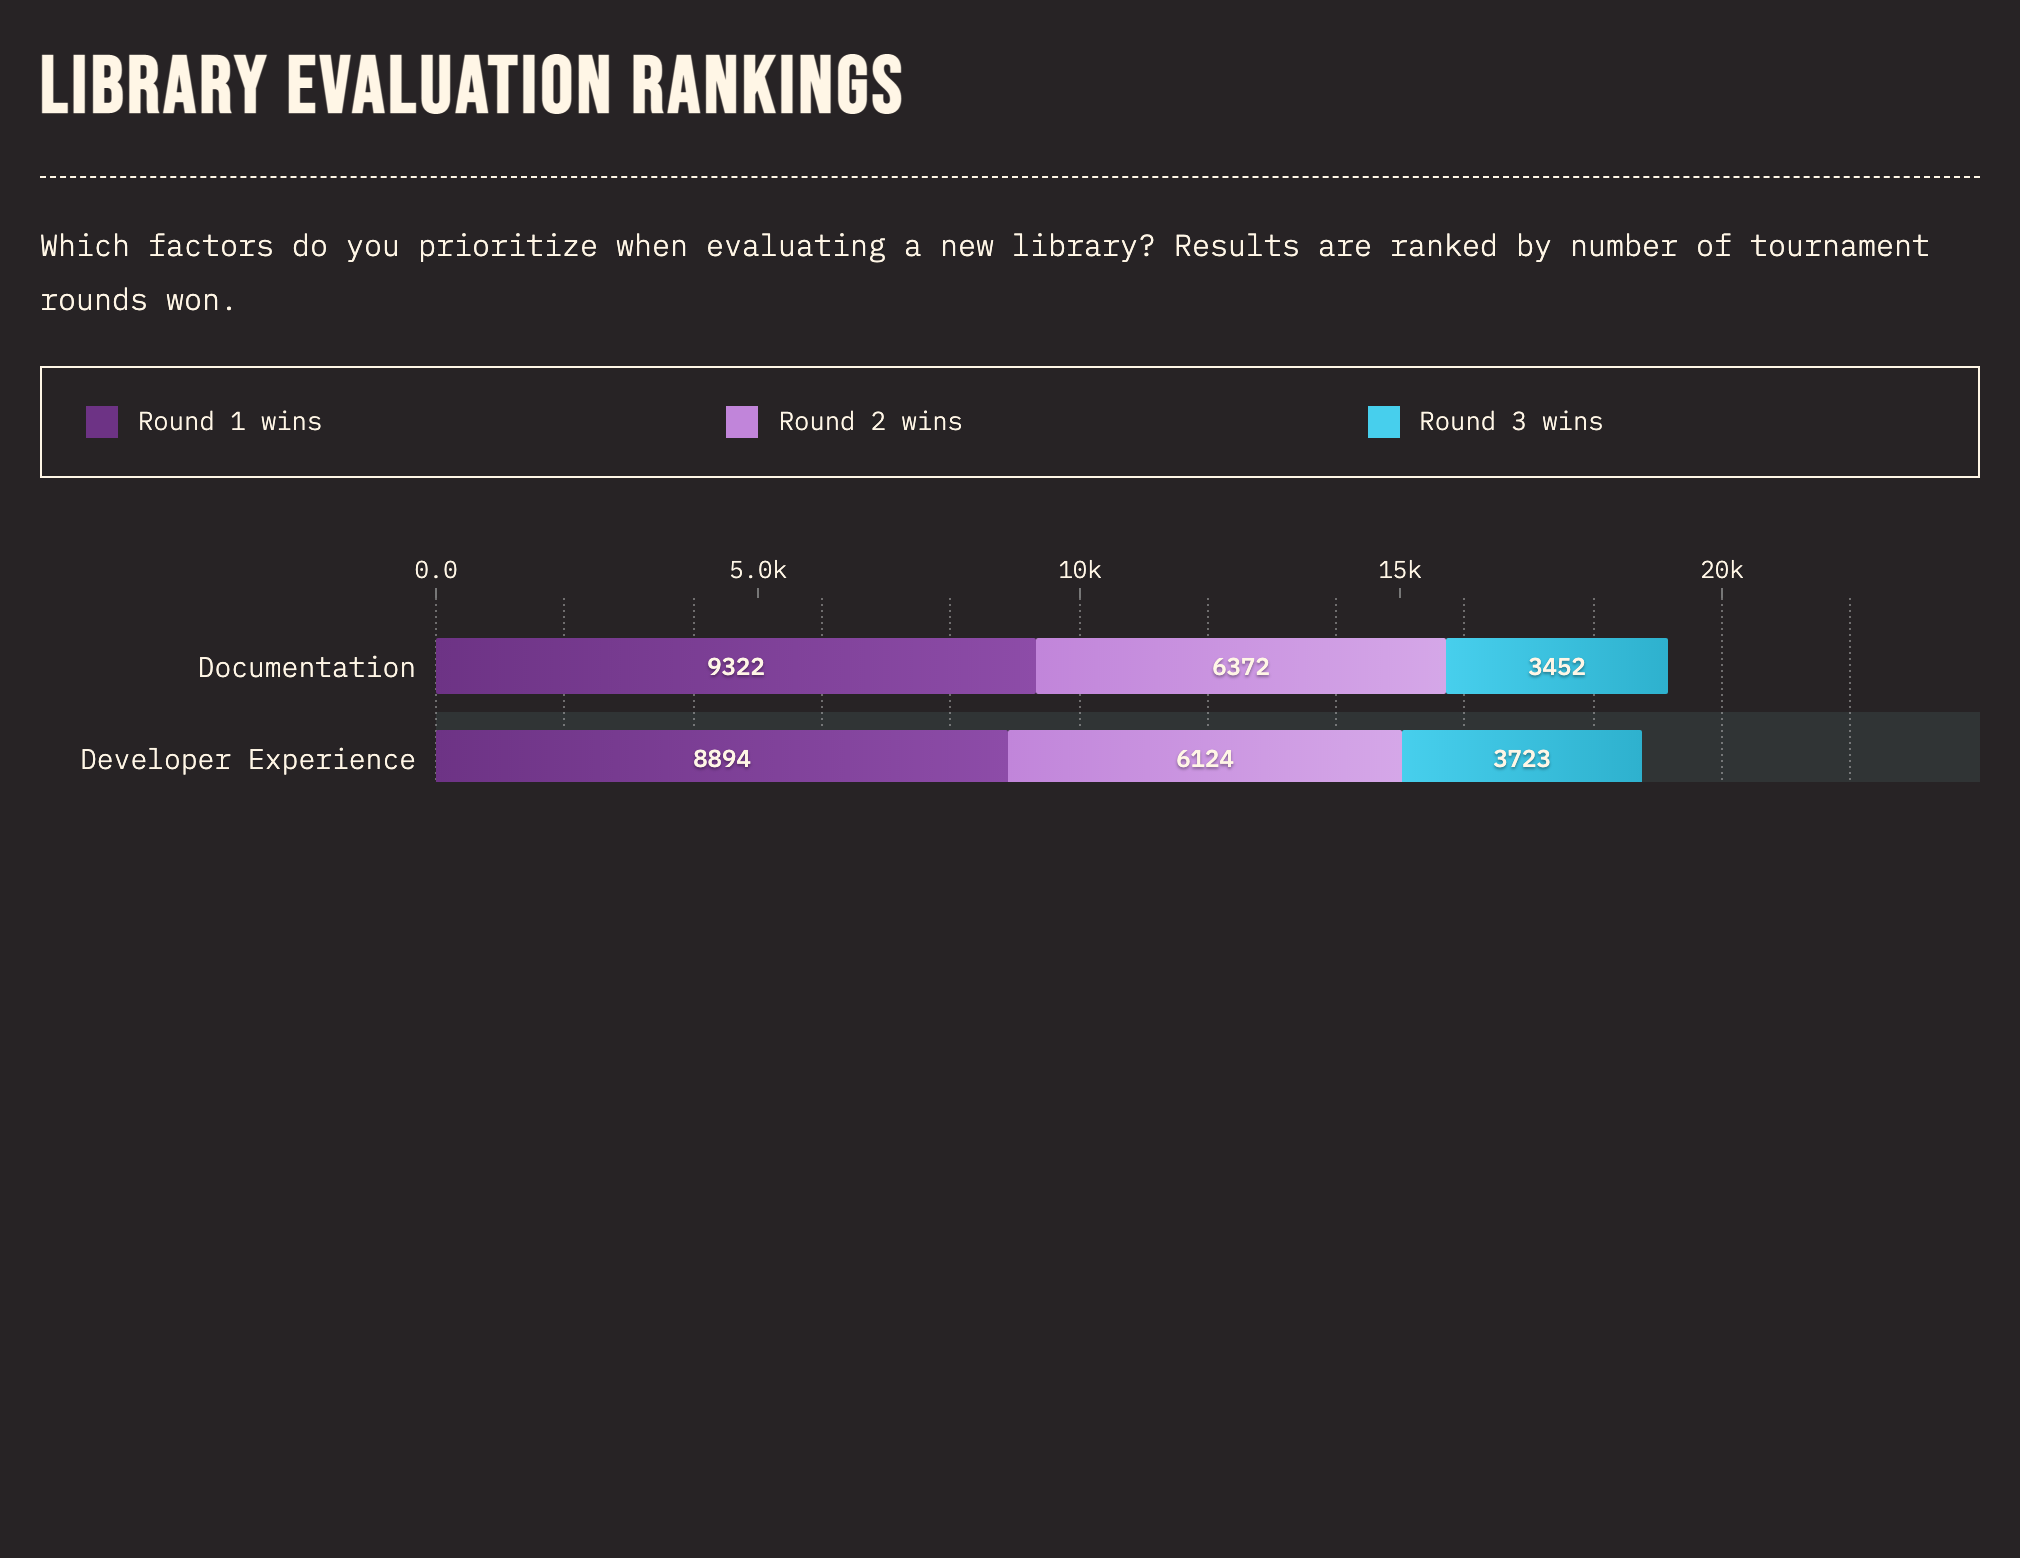 LIBRARY EVALUATION RANKINGS
Which factors do you prioritize when evaluating a new library? Results are ranked by number of tournament
rounds won.
Round 1 wins
Round 2 wins
Round 3 wins
0.0 5.0k 10k 15k 20k
Documentation 9322 6372 3452
Developer Experience 8894 6124 3723